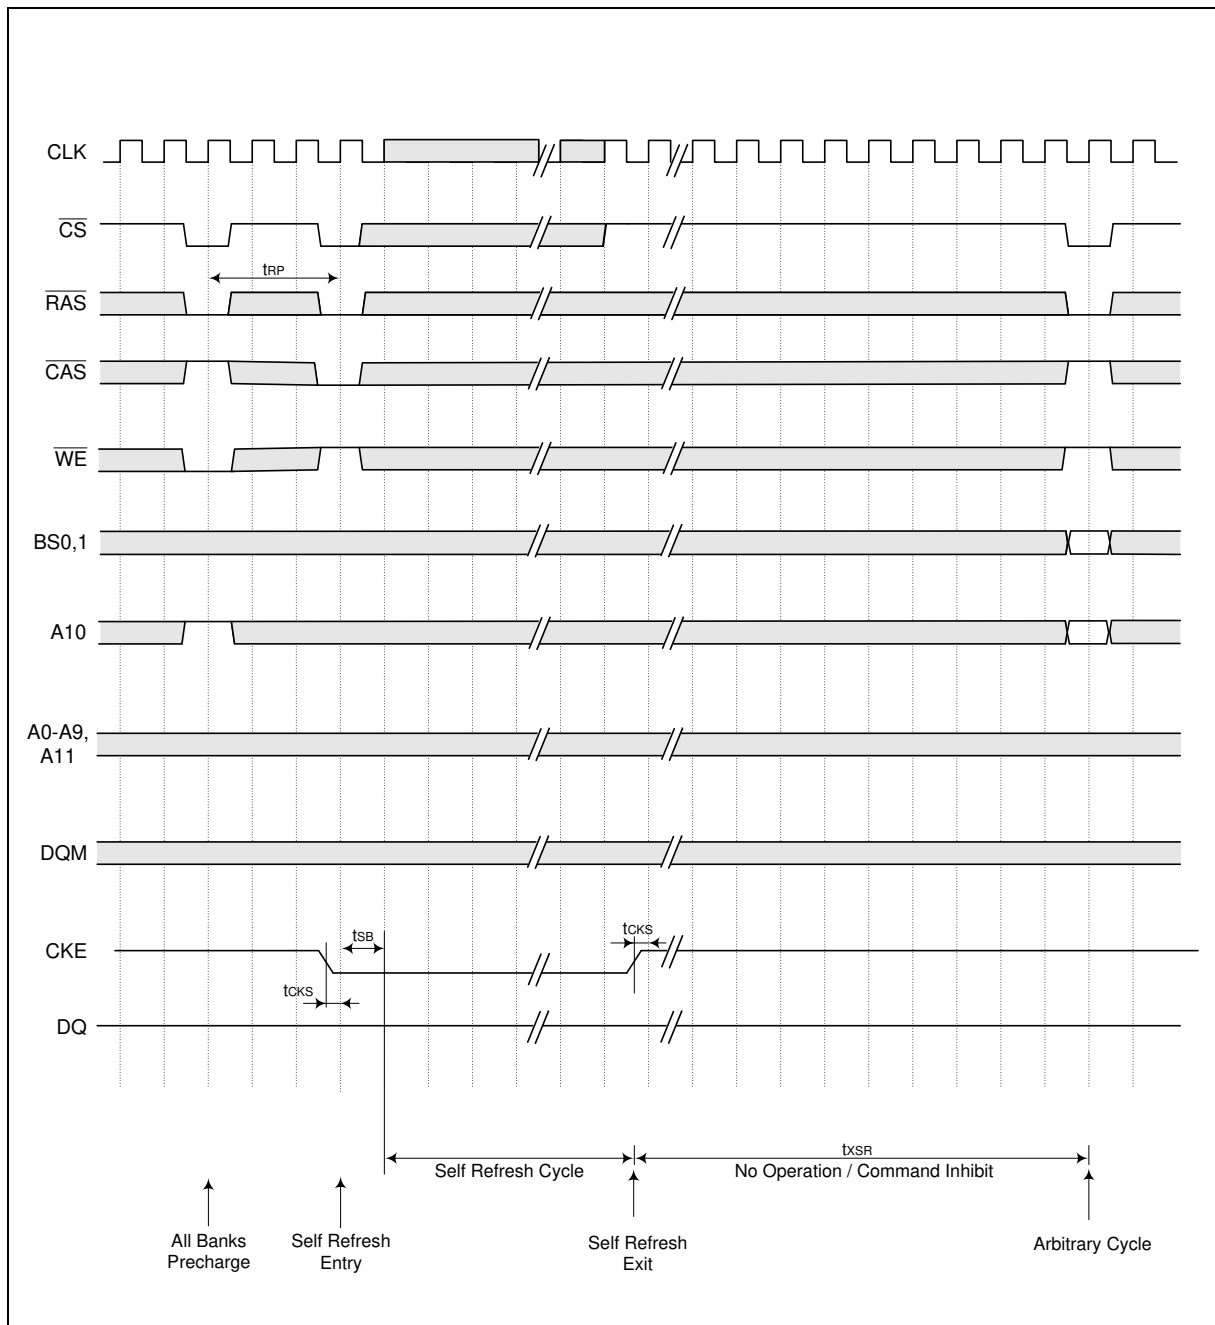 CLK
CS
tRP
RAS
CAS
WE
BS0,1
A10
A0-A9,
A11
DQM
tSB
tCKS
CKE
tCKS
DQ
tXSR
Self Refresh Cycle
No Operation / Command Inhibit
All Banks
Precharge
Self Refresh
Entry
Self Refresh
Exit
Arbitrary Cycle